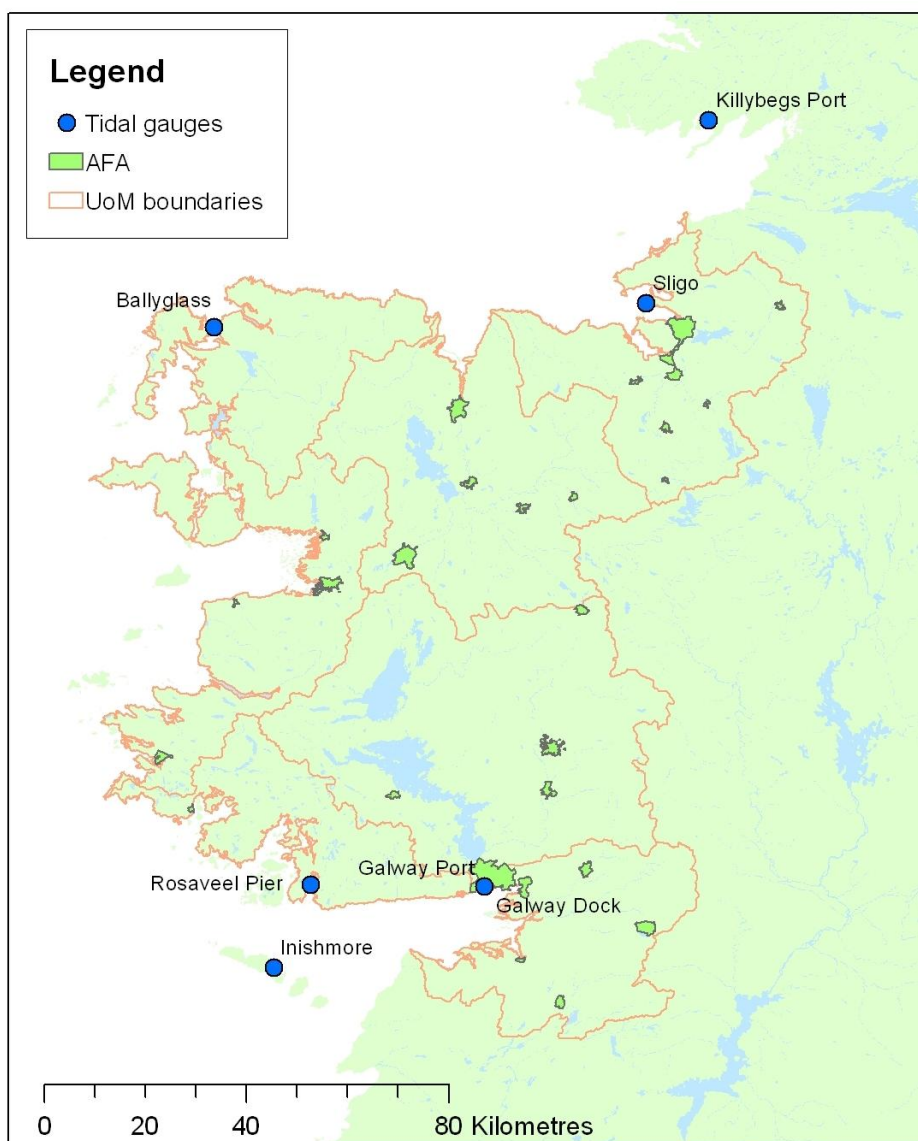 Legend
Tidal gauges
AFA
UoM boundaries
Killybegs Port
Sligo
Ballyglass
Galway Port
Rosaveel Pier
Galway Dock
Inishmore
0 20 40 80 Kilometres